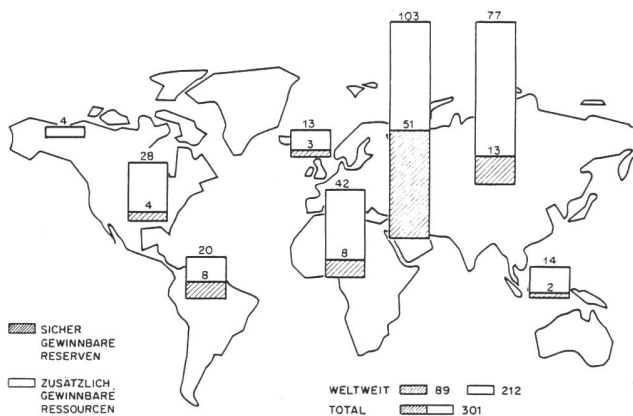 103
77
4
13
51
3
28
13
42
4
20
8
8
14
2
SICHER
GEWINNBARE
RESERVEN
ZUSÄTZLICH
GEWINNBARE
RESSOURCEN
WELTWEIT 89 212
TOTAL 301